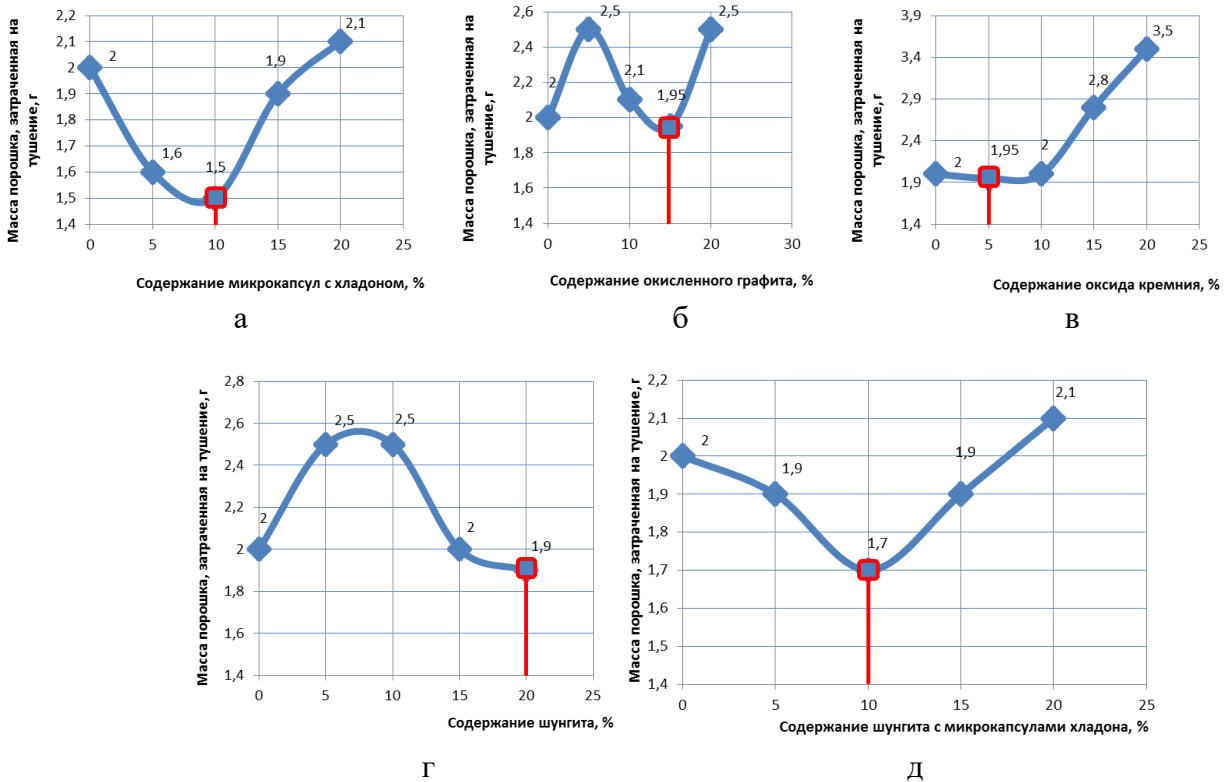 Масса порошка, затраченная на
тушение, г
2,2
2,1
2
1,9
1,8
1,7
1,6
1,5
1,4
2
1,6
1,5
1,9
2,1
0 5 10 15 20 25
Содержание микрокапсул с хладоном, %
а
Масса порошка, затраченная на
тушение, г
2,6
2,4
2,2
2
1,8
1,6
1,4
2
2,5
2,1
1,95
2,5
0 10 20 30
Содержание окисленного графита, %
б
Масса порошка, затраченная на
тушение, г
3,9
3,4
2,9
2,4
1,9
1,4
2
1,95
2
2,8
3,5
0 5 10 15 20 25
Содержание оксида кремния, %
в
Масса порошка, затраченная на тушение, г
2,8
2,6
2,4
2,2
2
1,8
1,6
1,4
2
2,5
2,5
2
1,9
0 5 10 15 20 25
Содержание шунгита, %
г
Масса порошка, затраченная на тушение, г
2,2
2,1
2
1,9
1,8
1,7
1,6
1,5
1,4
2
1,9
1,7
1,9
2,1
0 5 10 15 20 25
Содержание шунгита с микрокапсулами хладона, %
д